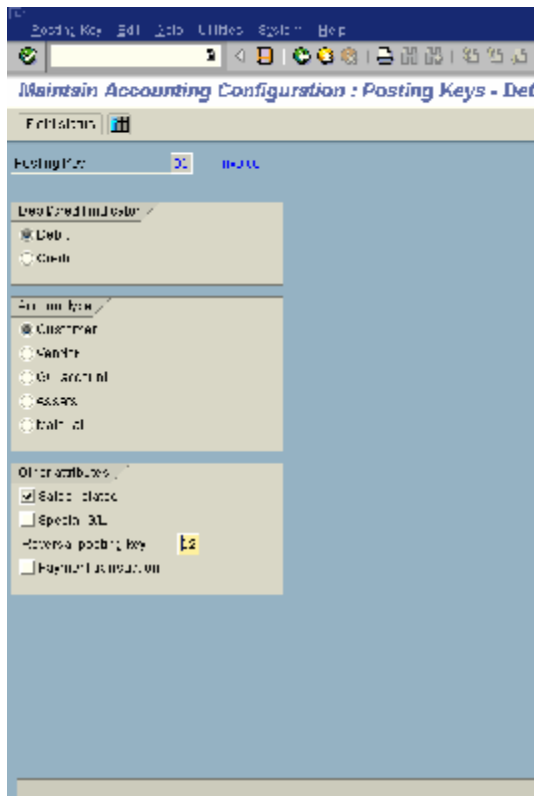 Posting Key Edit Goto Utilities System Help
Maintain Accounting Configuration : Posting Keys - Det
Field status
Posting Key 01 Invoice
Debit/credit indicator
Debit
Credit
Account type
Customer
Vendor
G/L account
Assets
Material
Other attributes
Sales-related
Special G/L
Reversal posting key 12
Payment transaction